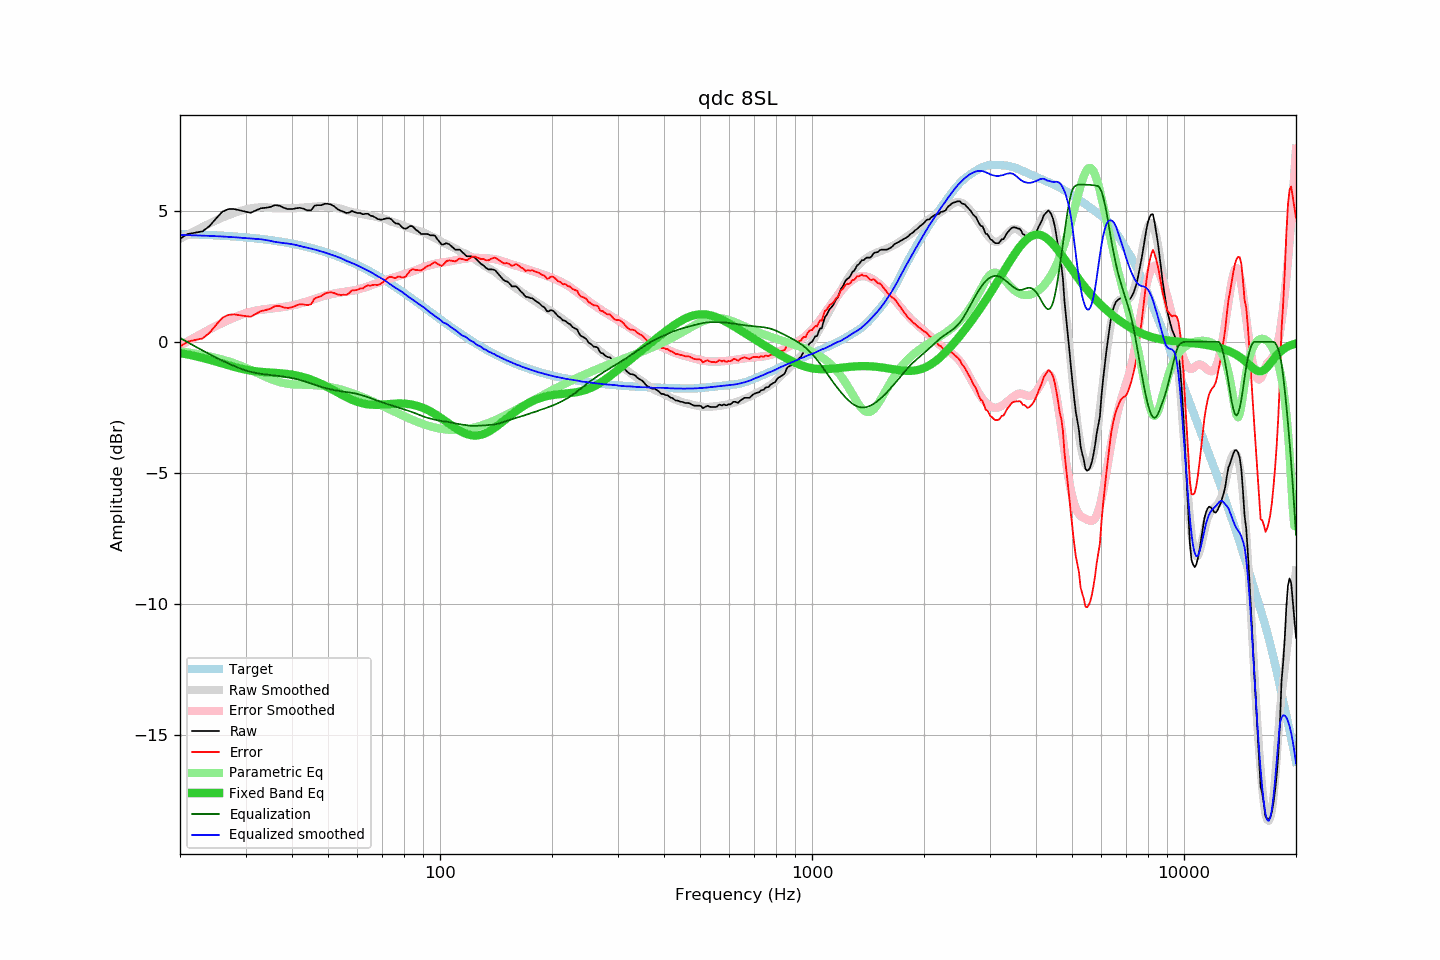 qdc 8SL
Amplitude (dBr)
5
0
−5
−10
−15
Target
Raw Smoothed
Error Smoothed
Raw
Error
Parametric Eq
Fixed Band Eq
Equalization
Equalized smoothed
100
1000
10000
Frequency (Hz)